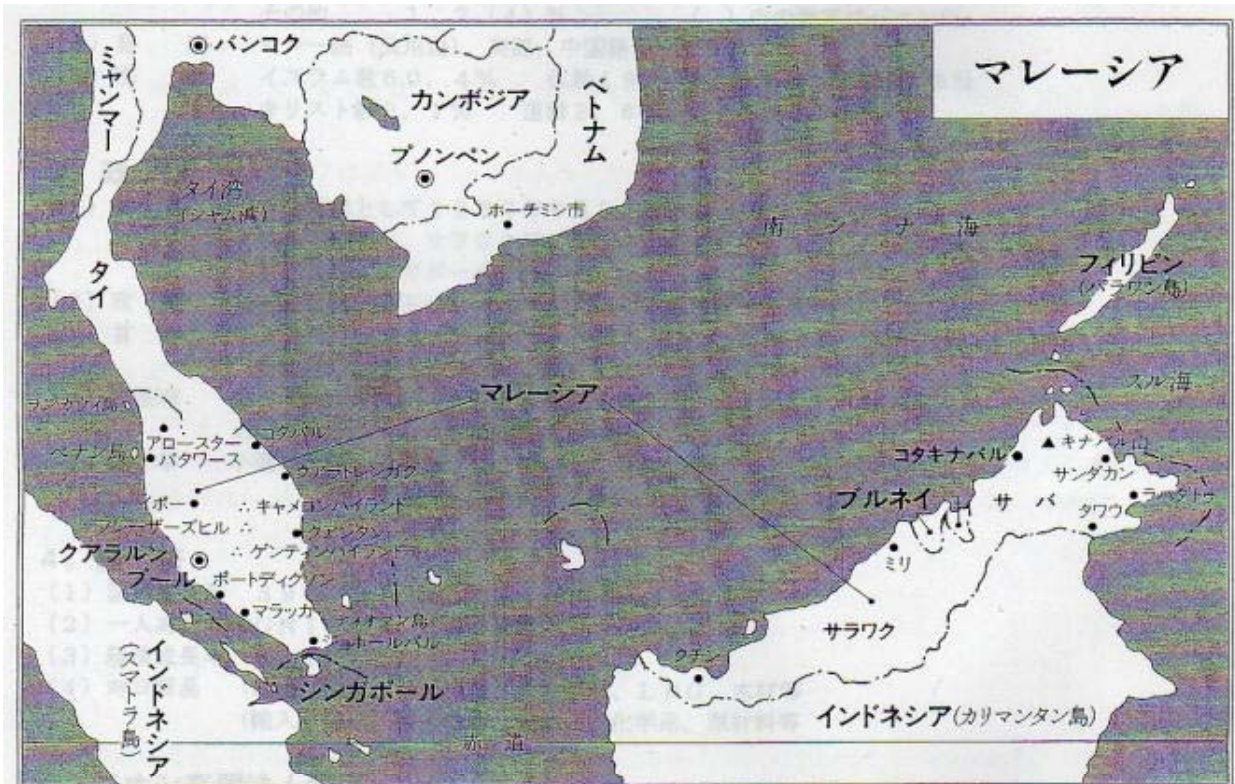 マレーシア
バンコク
ミャンマー
カンボジア
ベトナム
プノンペン
タイ湾
(シャム湾)
ホーチミン市
南シナ海
タイ
フィリピン
(パラワン島)
マレーシア
スル海
アロースター
コタバル
ペナン島
バタワース
コタキナバル
キナバル山
サンダカン
クアラトレンガヌ
イポー
キャメロンハイランド
ブルネイ
サバ
ラハダトゥ
タワウ
フレーザーズヒル
クァンタン
クアラルン
プール
ゲンティンハイランド
ミリ
ポートディクソン
マラッカ
ティオマン島
サラワク
ジョホールバル
クチン
シンガポール
インドネシア
(スマトラ島)
インドネシア(カリマンタン島)
赤道